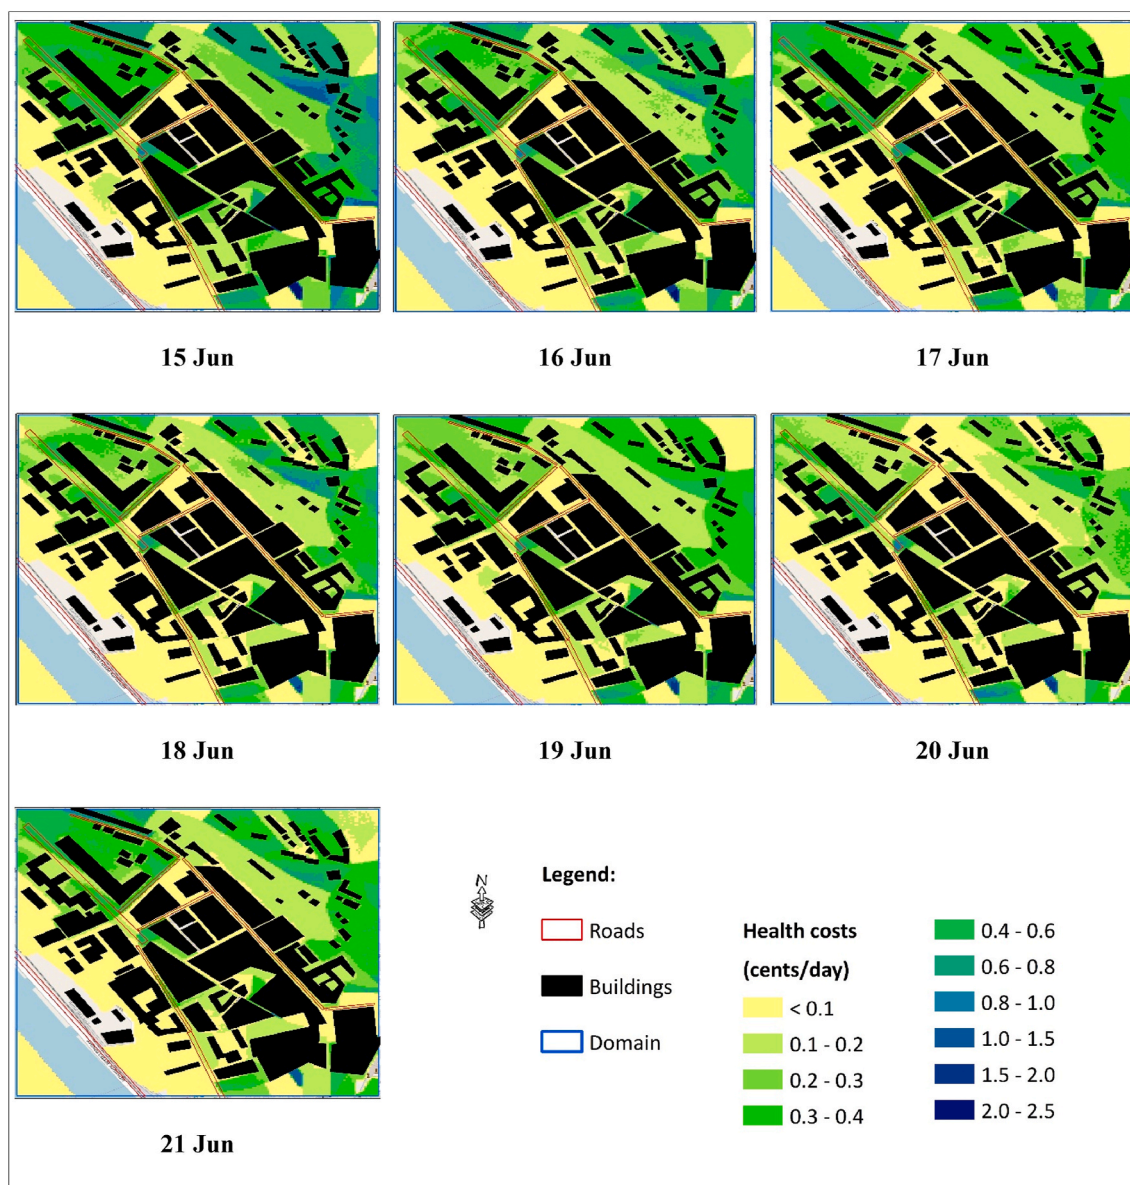 15 Jun
16 Jun
17 Jun
18 Jun
19 Jun
20 Jun
21 Jun
N
Legend:
Roads
Buildings
Domain
Health costs
(cents/day)
< 0.1
0.1 - 0.2
0.2 - 0.3
0.3 - 0.4
0.4 - 0.6
0.6 - 0.8
0.8 - 1.0
1.0 - 1.5
1.5 - 2.0
2.0 - 2.5